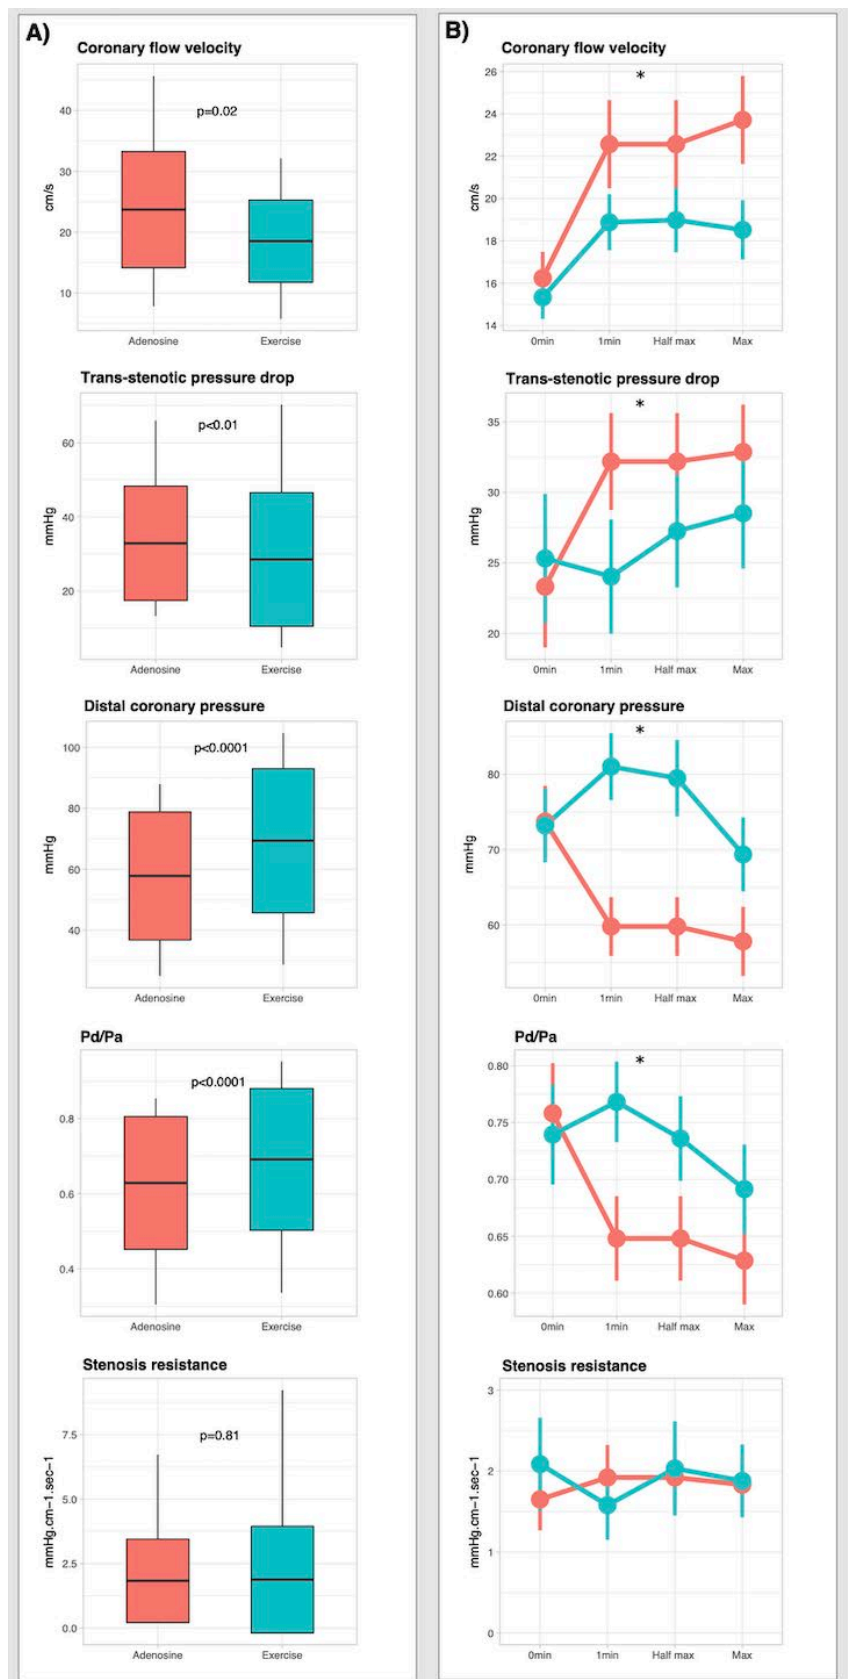 A)
Coronary flow velocity
p=0.02
cm/s
40
30
20
10
Adenosine Exercise
Trans-stenotic pressure drop
p<0.01
mmHg
60
40
20
Adenosine Exercise
Distal coronary pressure
p<0.0001
mmHg
100
80
60
40
Adenosine Exercise
Pd/Pa
p<0.0001
0.8
0.6
0.4
Adenosine Exercise
Stenosis resistance
p=0.81
mmHg.cm−1.sec−1
7.5
5.0
2.5
0.0
Adenosine Exercise
B)
Coronary flow velocity
*
cm/s
26
24
22
20
18
16
14
0min 1min Half max Max
Trans-stenotic pressure drop
*
mmHg
35
30
25
20
0min 1min Half max Max
Distal coronary pressure
*
mmHg
80
70
60
0min 1min Half max Max
Pd/Pa
*
0.80
0.75
0.70
0.65
0.60
0min 1min Half max Max
Stenosis resistance
mmHg.cm−1.sec−1
3
2
1
0
0min 1min Half max Max